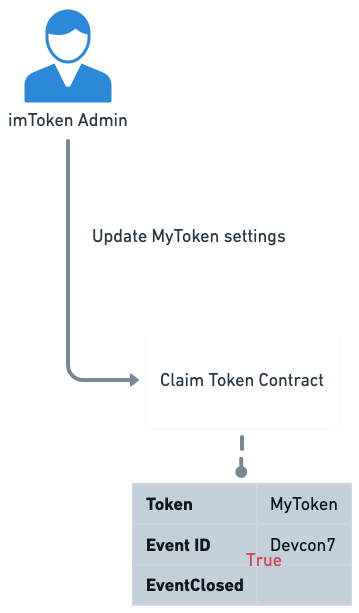 imToken Admin
Update MyToken settings
Claim Token Contract
Token MyToken
Event ID Devcon7
True
EventClosed